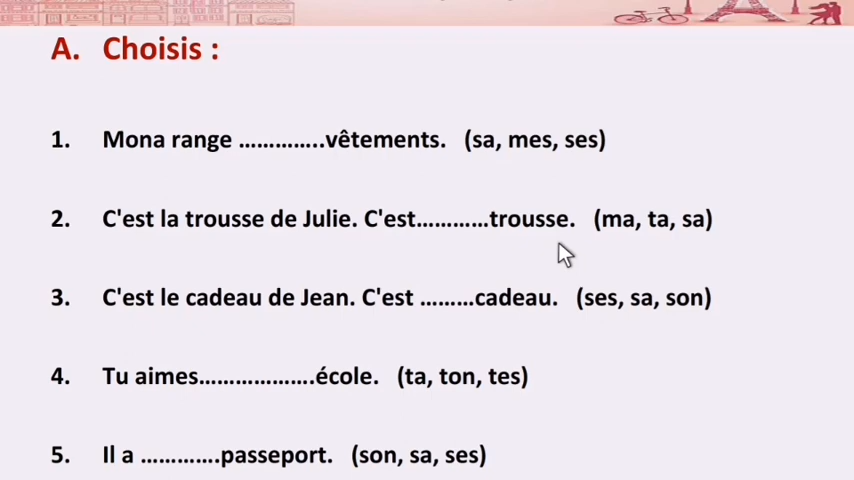 A. Choisis :
1. Mona range …………..vêtements. (sa, mes, ses)
2. C'est la trousse de Julie. C'est…………trousse. (ma, ta, sa)
3. C'est le cadeau de Jean. C'est ………cadeau. (ses, sa, son)
4. Tu aimes………………….école. (ta, ton, tes)
5. Il a ………….passeport. (son, sa, ses)